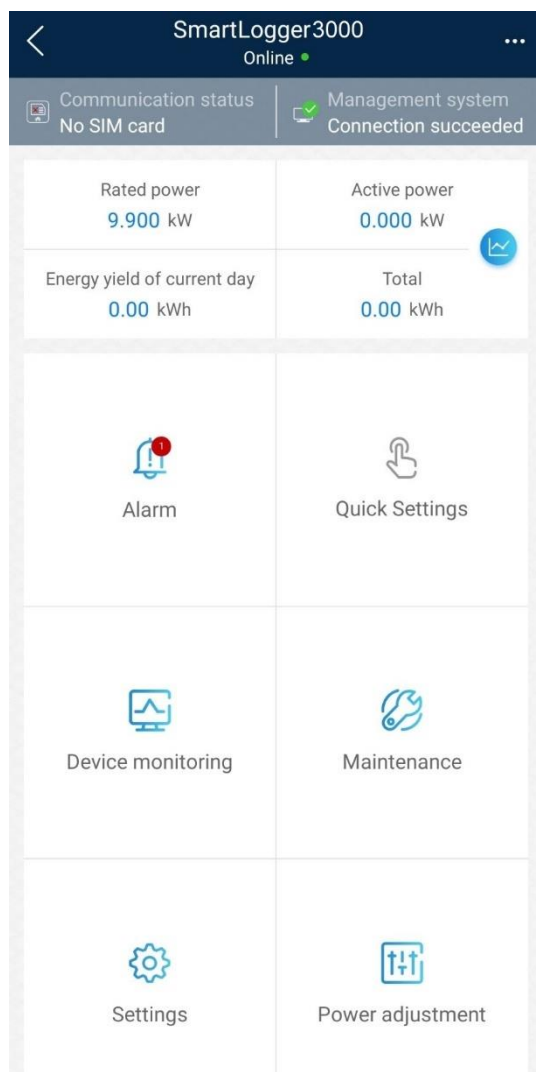 SmartLogger3000
Online
Communication status
No SIM card
Management system
Connection succeeded
Rated power
9.900 kW
Active power
0.000 kW
Energy yield of current day
0.00 kWh
Total
0.00 kWh
1
Alarm
Quick Settings
Device monitoring
Maintenance
Settings
Power adjustment